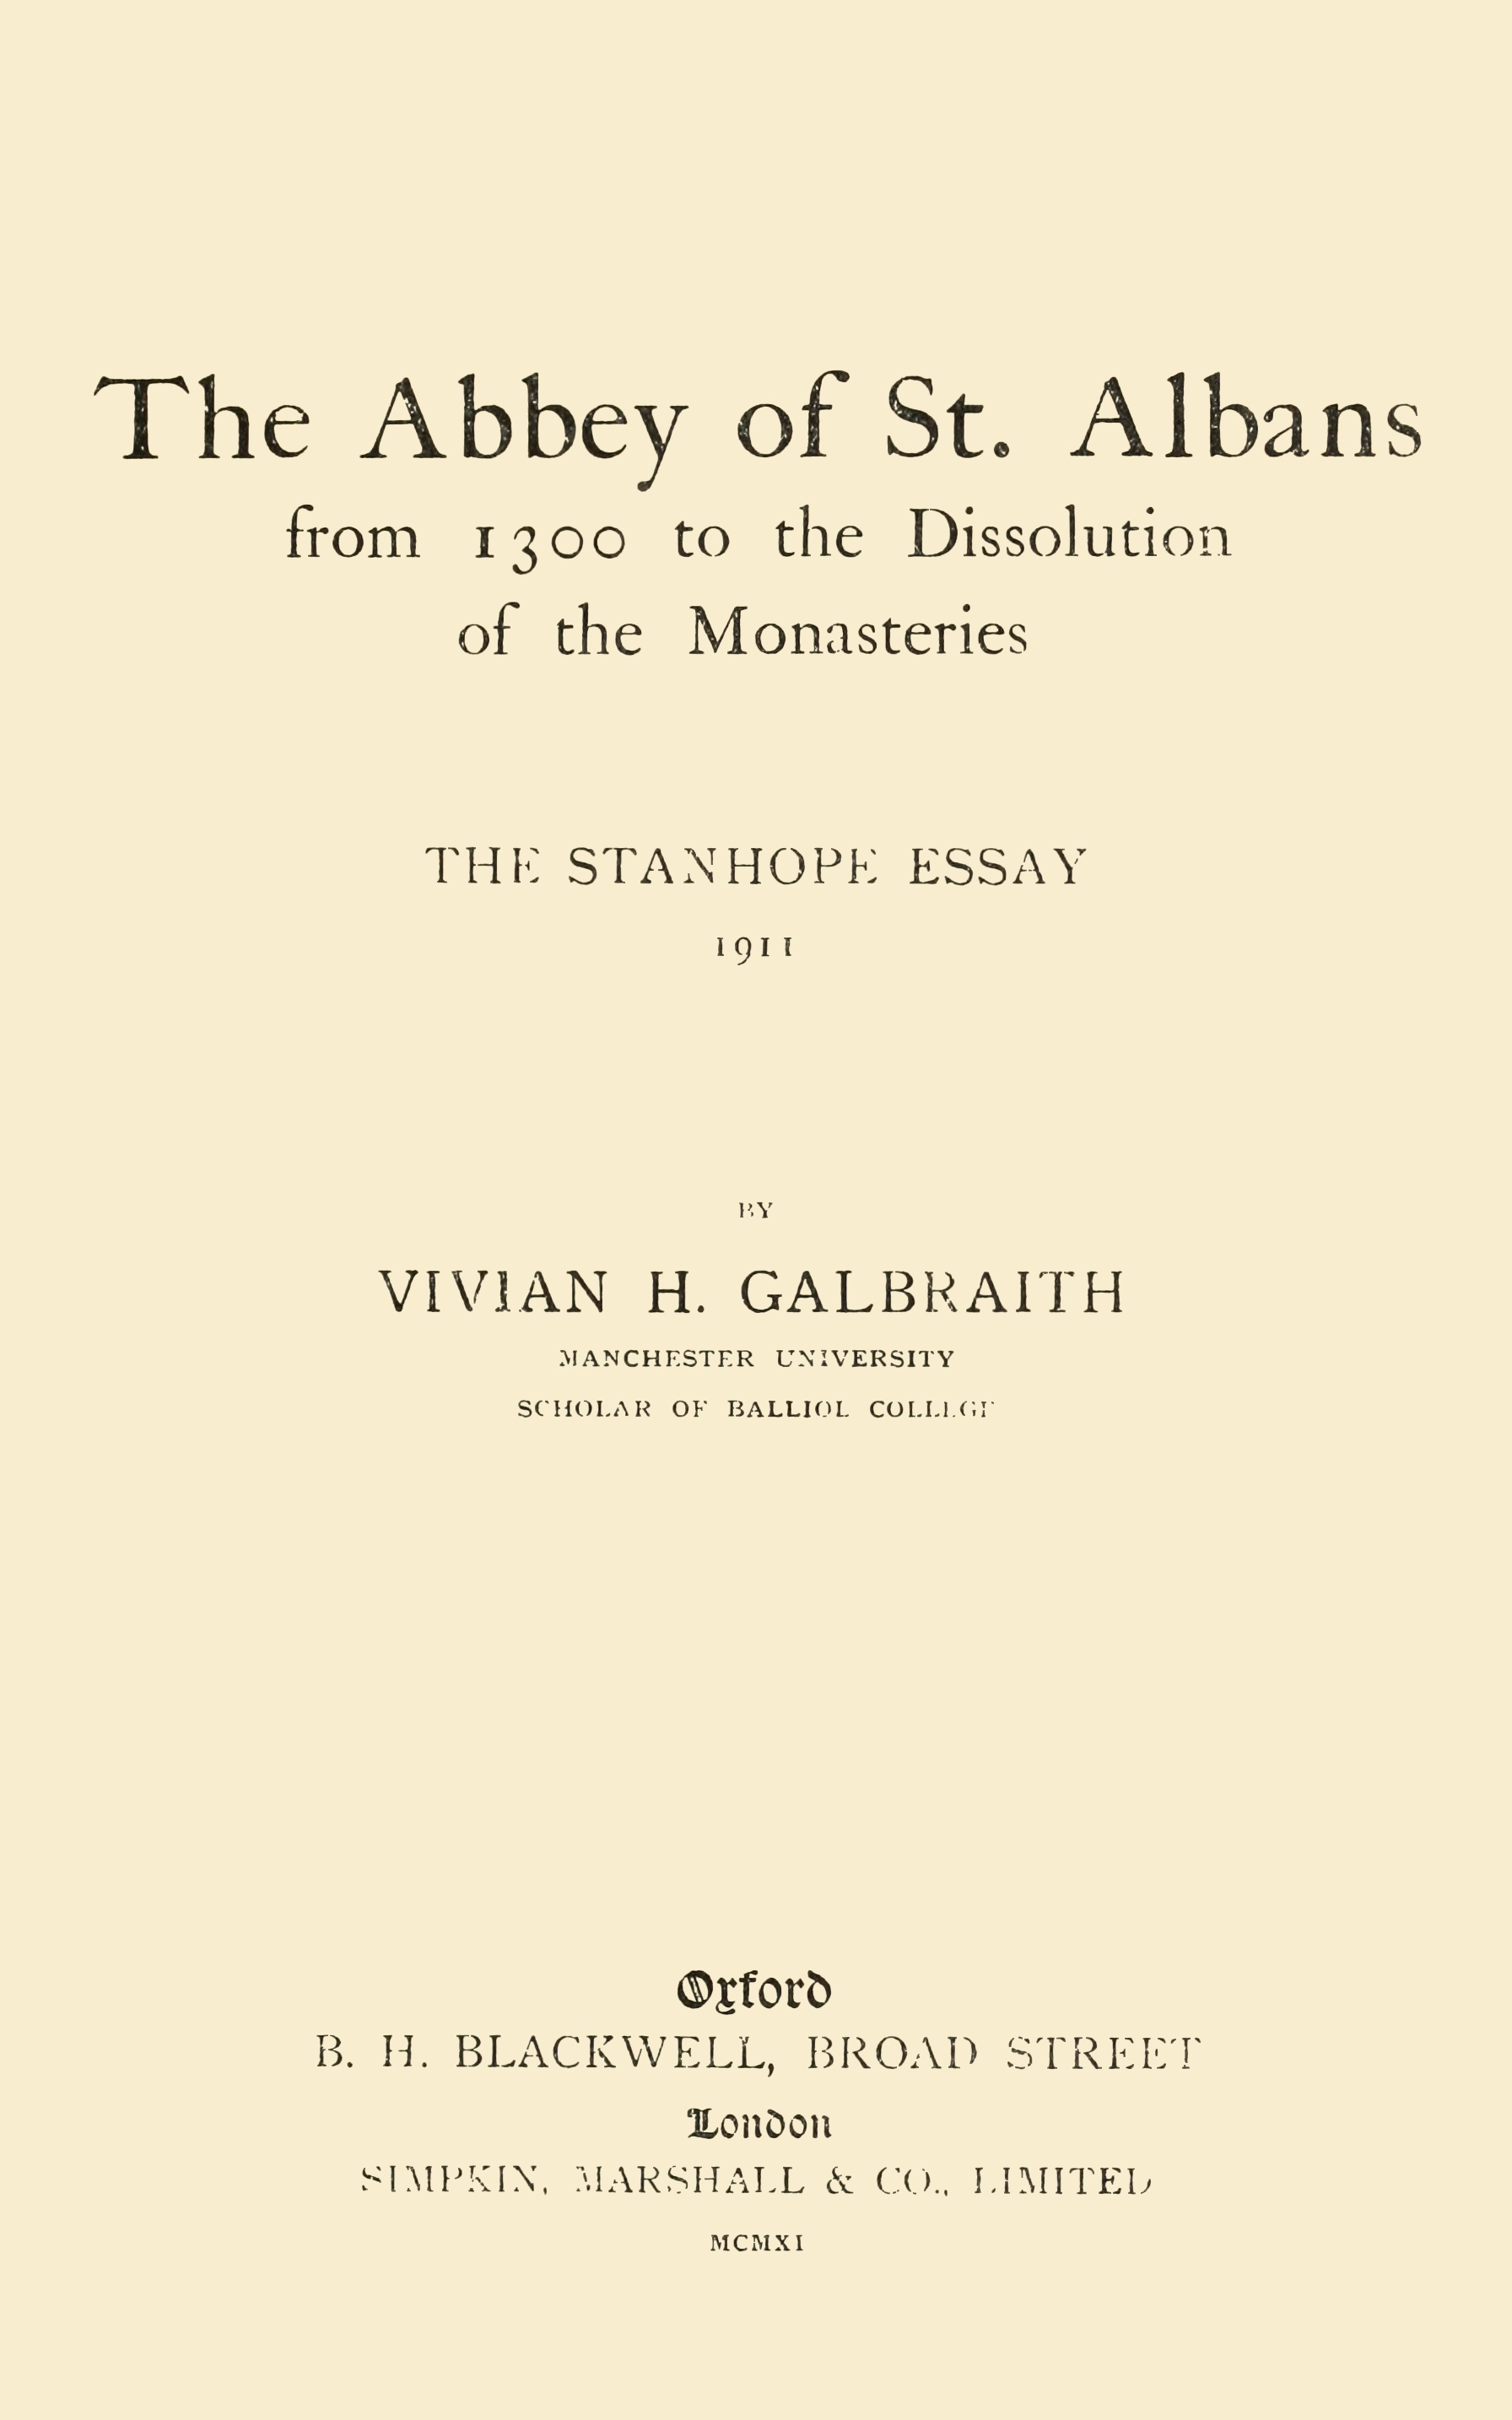 The Abbey of St. Albans
from 1300 to the Dissolution
of the Monasteries
THE STANHOPE ESSAY
1911
BY
VIVIAN H. GALBRAITH
MANCHESTER UNIVERSITY
SCHOLAR OF BALLIOL COLLEGE
Oxford
B. H. BLACKWELL, BROAD STREET
London
SIMPKIN, MARSHALL & CO., LIMITED
MCMXI